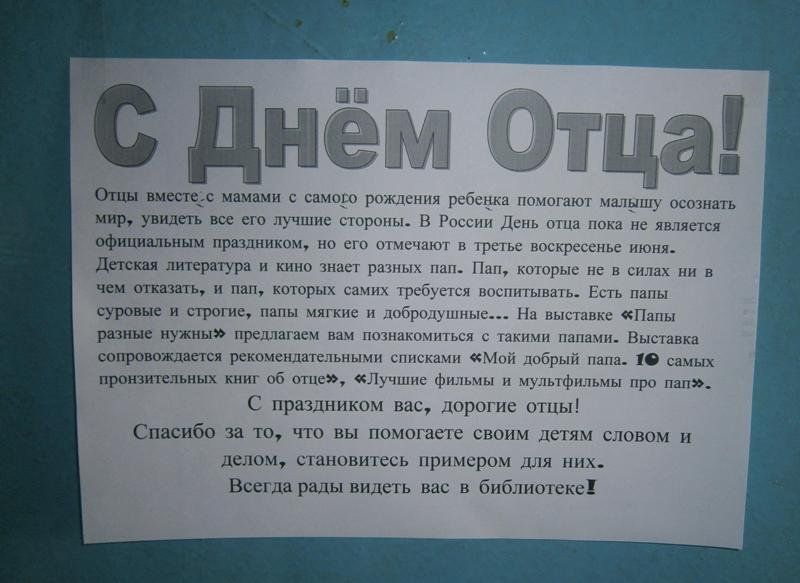 С Днём Отца!
Отцы вместе с мамами с самого рождения ребенка помогают малышу осознать
мир, увидеть все его лучшие стороны. В России День отца пока не является
официальным праздником, но его отмечают в третье воскресенье июня.
Детская литература и кино знает разных пап. Пап, которые не в силах ни в
чем отказать, и пап, которых самих требуется воспитывать. Есть папы
суровые и строгие, папы мягкие и добродушные... На выставке «Папы
разные нужны» предлагаем вам познакомиться с такими папами. Выставка
сопровождается рекомендательными списками «Мой добрый папа. 10 самых
пронзительных книг об отце», «Лучшие фильмы и мультфильмы про пап».
С праздником вас, дорогие отцы!
Спасибо за то, что вы помогаете своим детям словом и
делом, становитесь примером для них.
Всегда рады видеть вас в библиотеке!